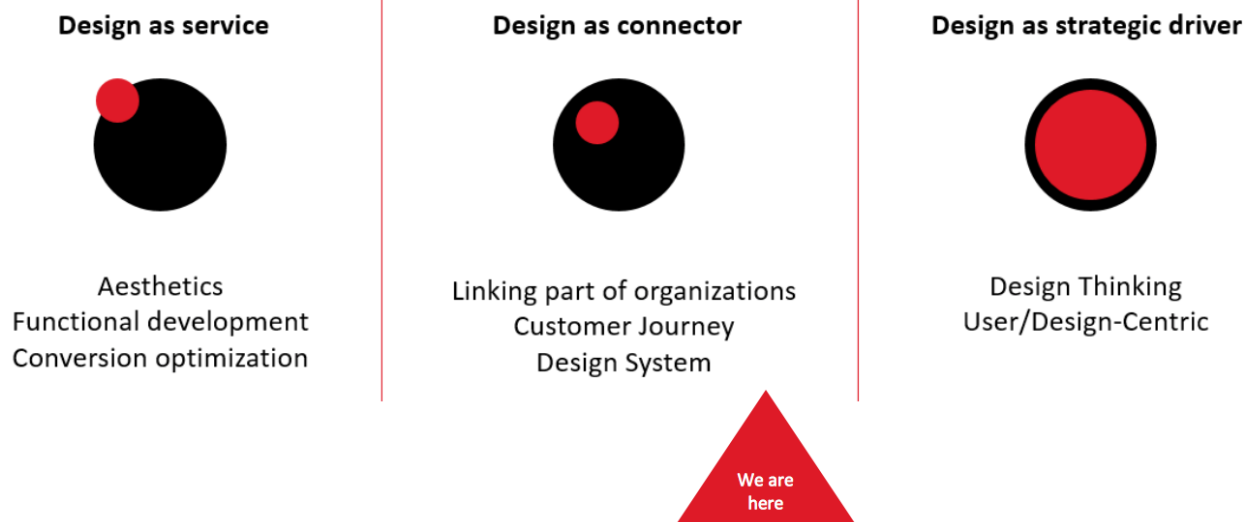 Design as service
Aesthetics
Functional development
Conversion optimization
Design as connector
Linking part of organizations
Customer Journey
Design System
Design as strategic driver
Design Thinking
User/Design-Centric
We are
here